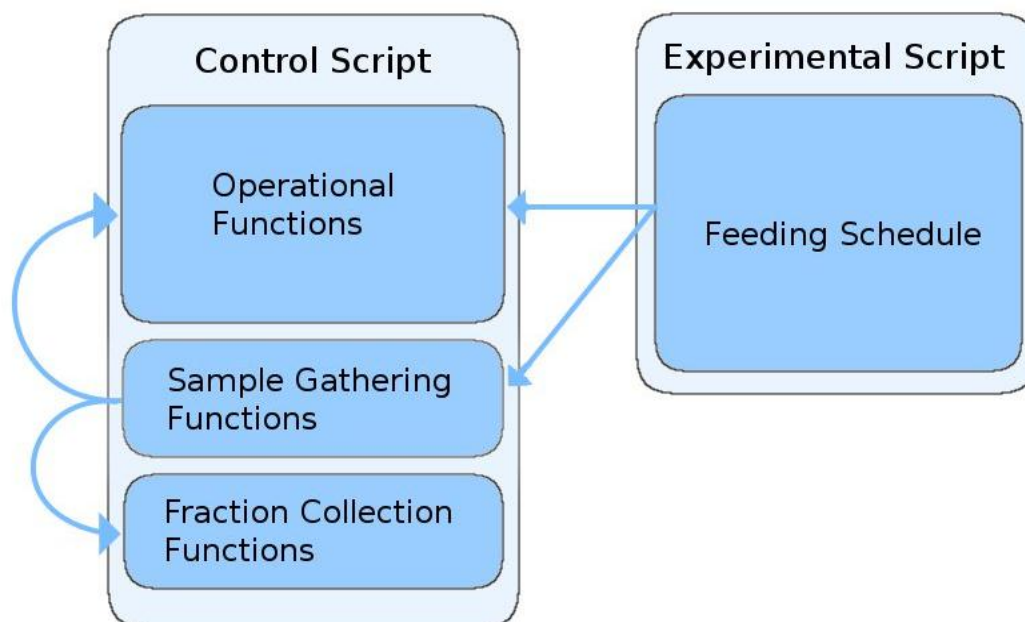 Control Script
Operational
Functions
Sample Gathering
Functions
Fraction Collection
Functions
Experimental Script
Feeding Schedule